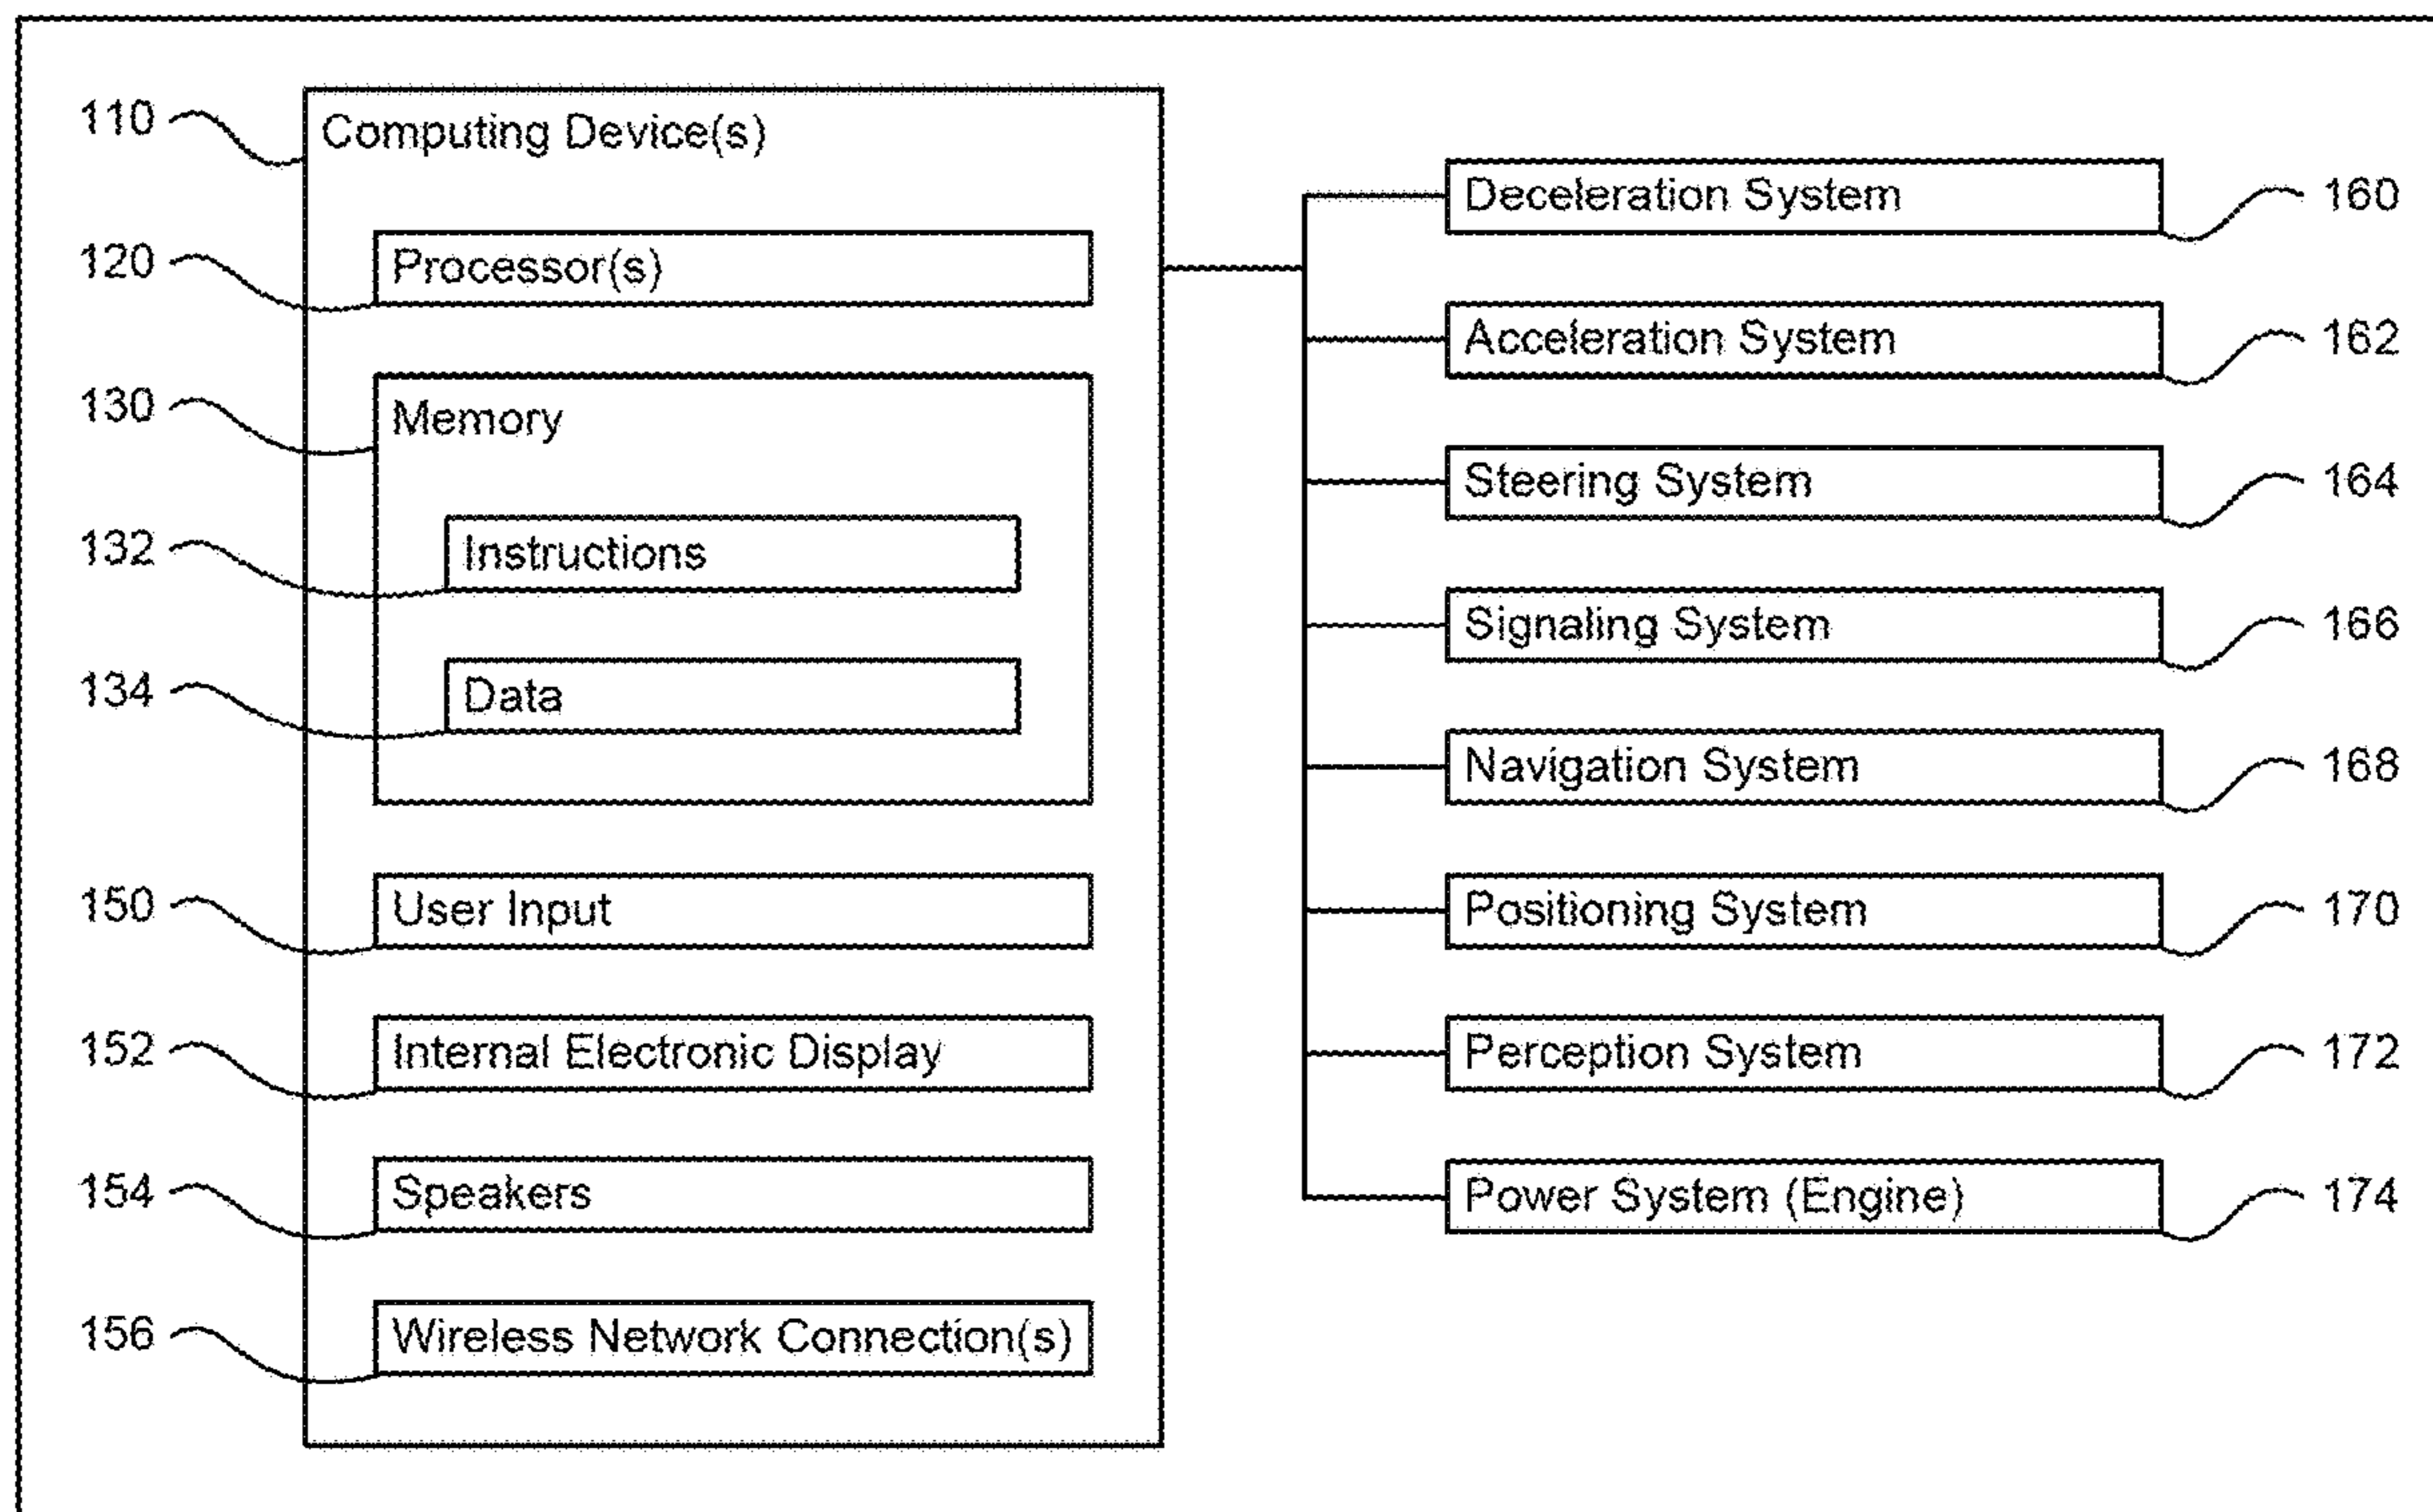 110
Computing Device(s)
120
Processor(s)
130
Memory
132
Instructions
134
Data
150
User Input
152
Internal Electronic Display
154
Speakers
156
Wireless Network Connection(s)
Deceleration System
160
Acceleration System
162
Steering System
164
Signaling System
166
Navigation System
168
Positioning System
170
Perception System
172
Power System (Engine)
174